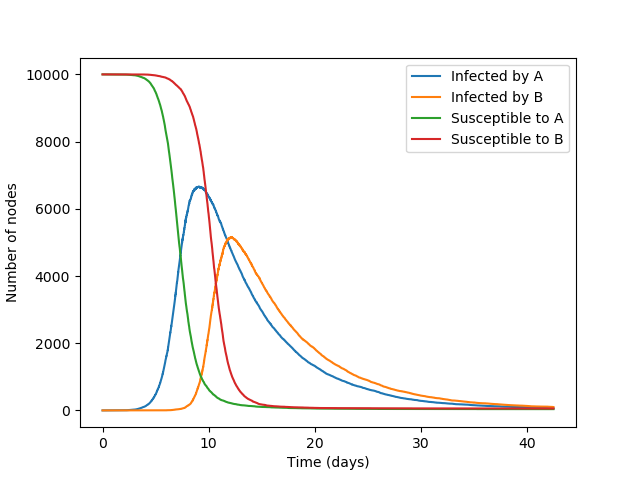 Infected by A
Infected by B
Susceptible to A
Susceptible to B
10000
8000
6000
4000
2000
0
Number of nodes
0 10 20 30 40
Time (days)